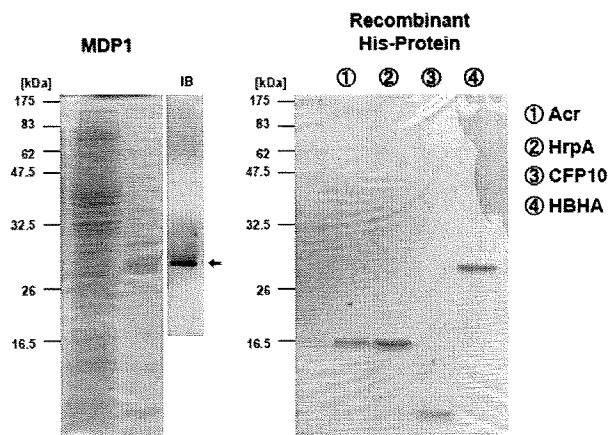 MDP1
[kDa]
IB
175
83
62
47.5
32.5
26
16.5
Recombinant
His-Protein
[kDa]
① ② ③ ④
175
83
62
47.5
32.5
26
16.5
① Acr
② HrpA
③ CFP10
④ HBHA